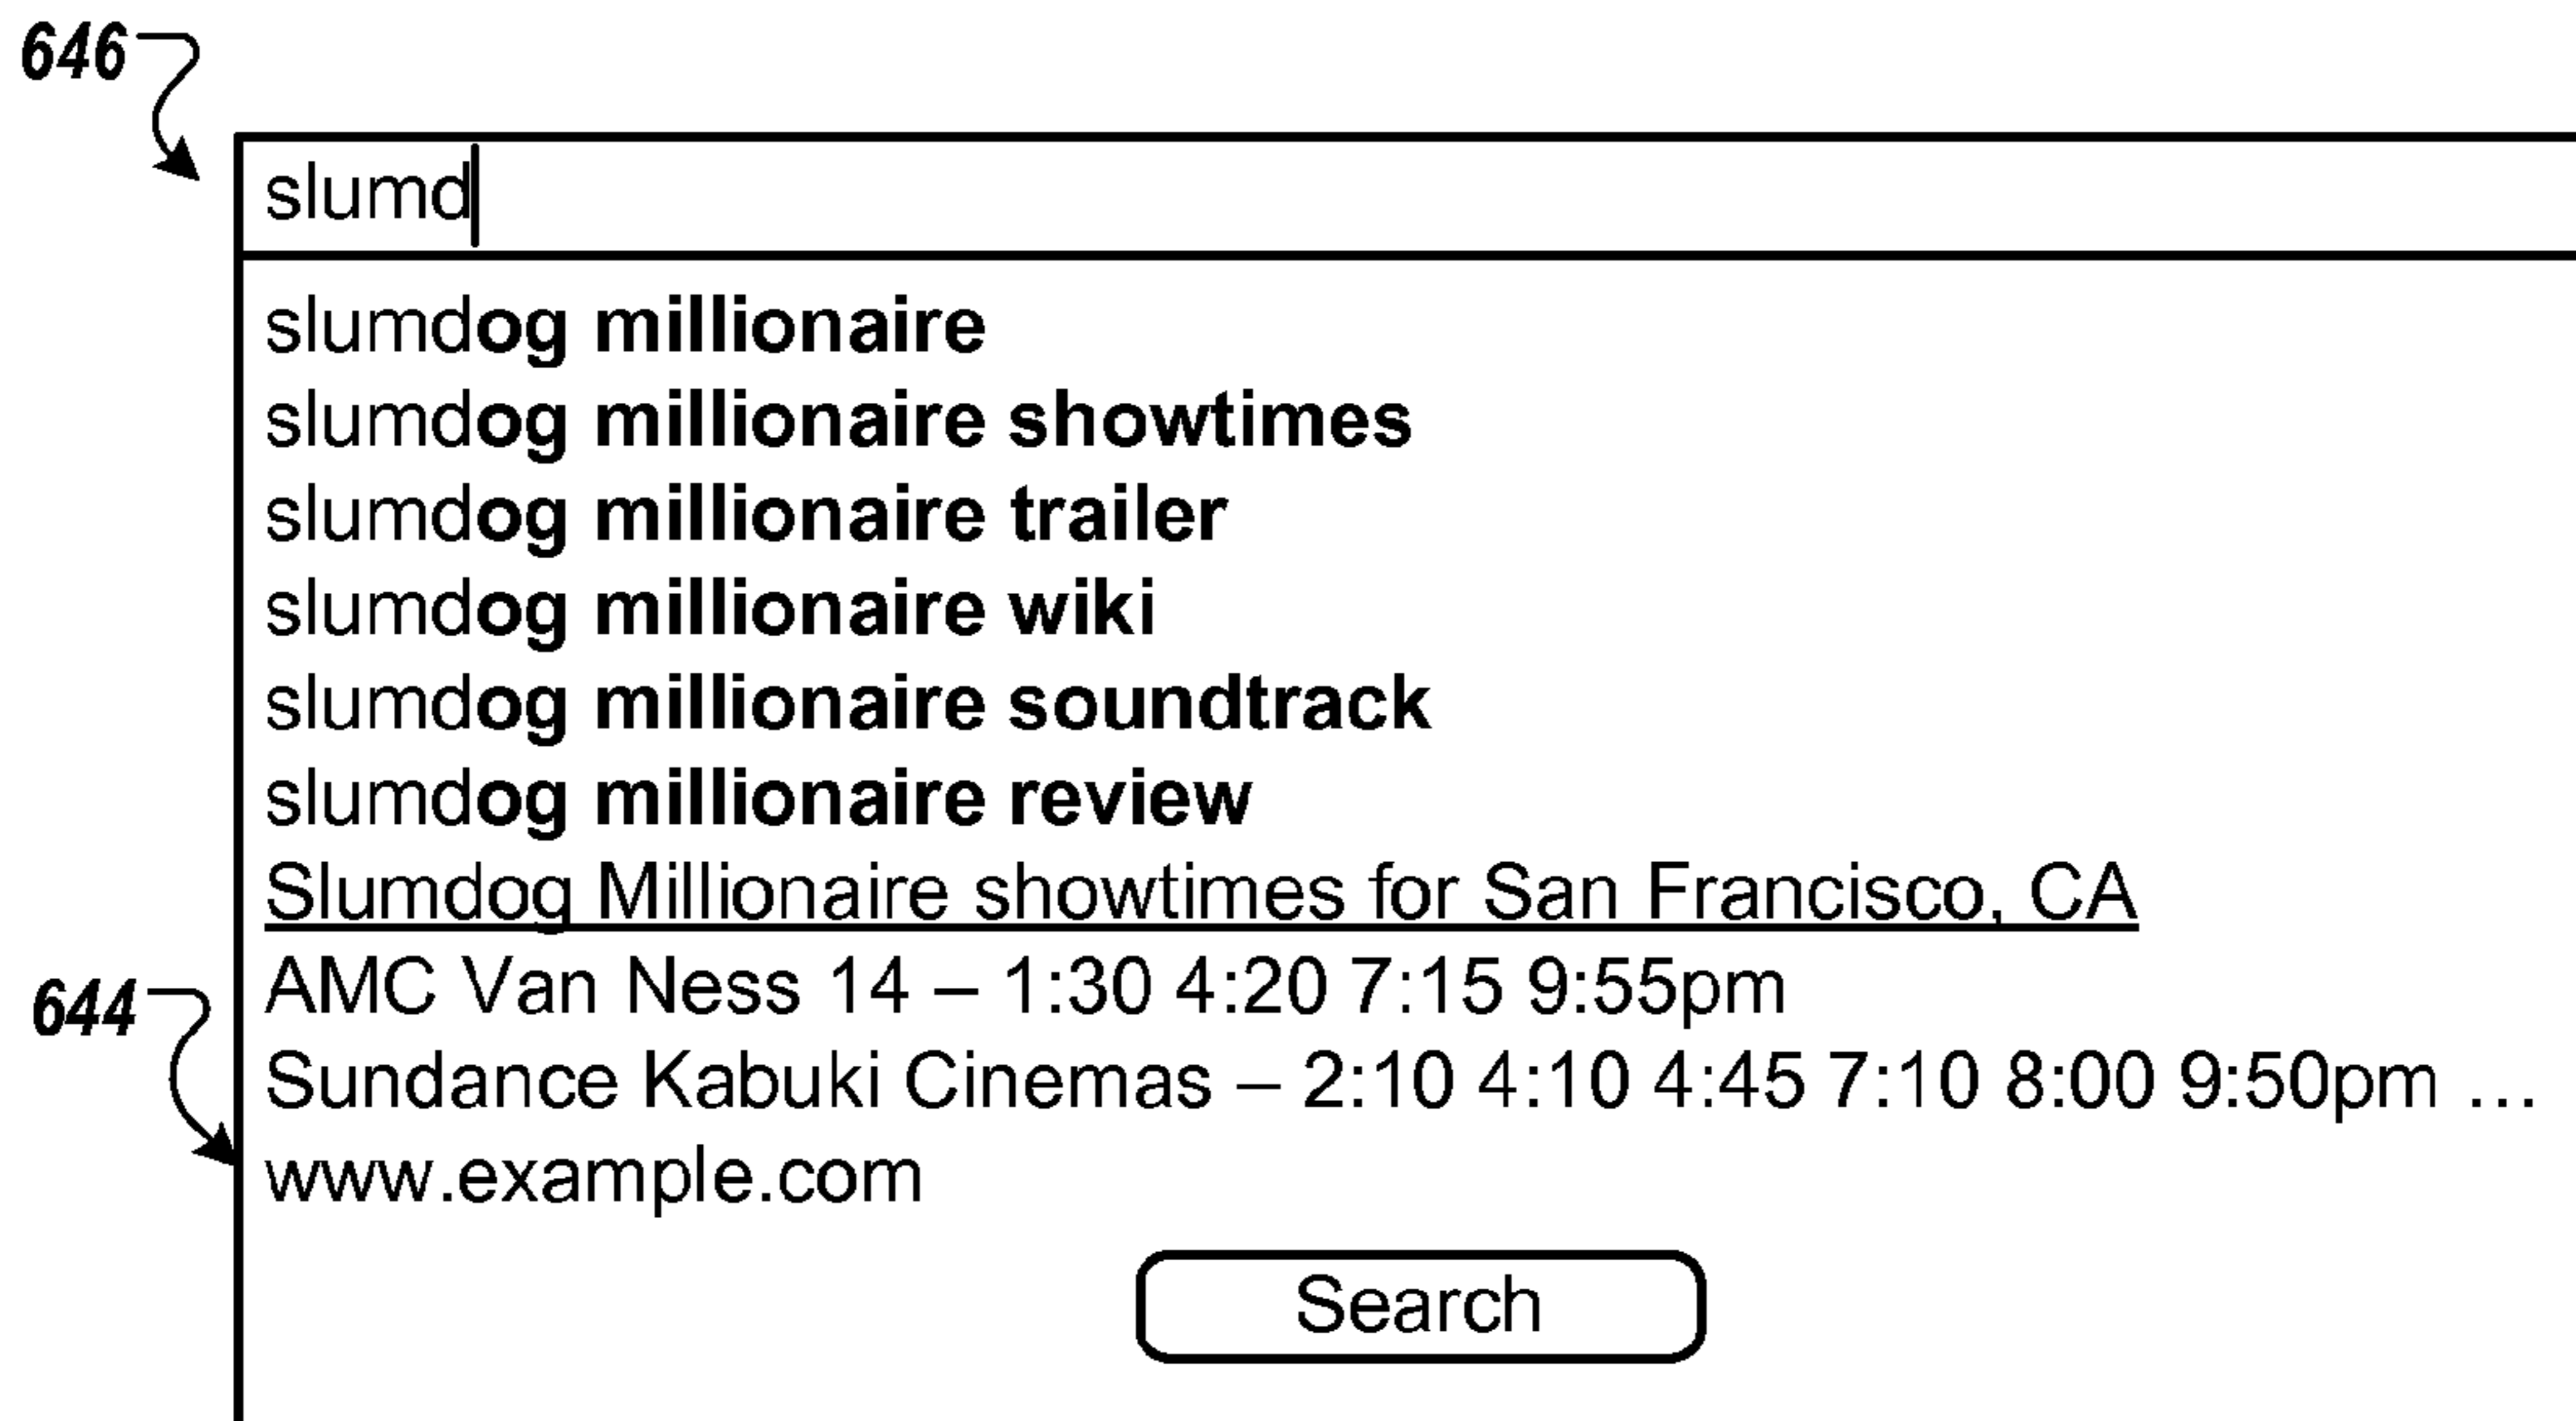 646
slumd
slumdog millionaire
slumdog millionaire showtimes
slumdog millionaire trailer
slumdog millionaire wiki
slumdog millionaire soundtrack
slumdog millionaire review
Slumdog Millionaire showtimes for San Francisco, CA
644
AMC Van Ness 14 – 1:30 4:20 7:15 9:55pm
Sundance Kabuki Cinemas – 2:10 4:10 4:45 7:10 8:00 9:50pm ...
www.example.com
Search